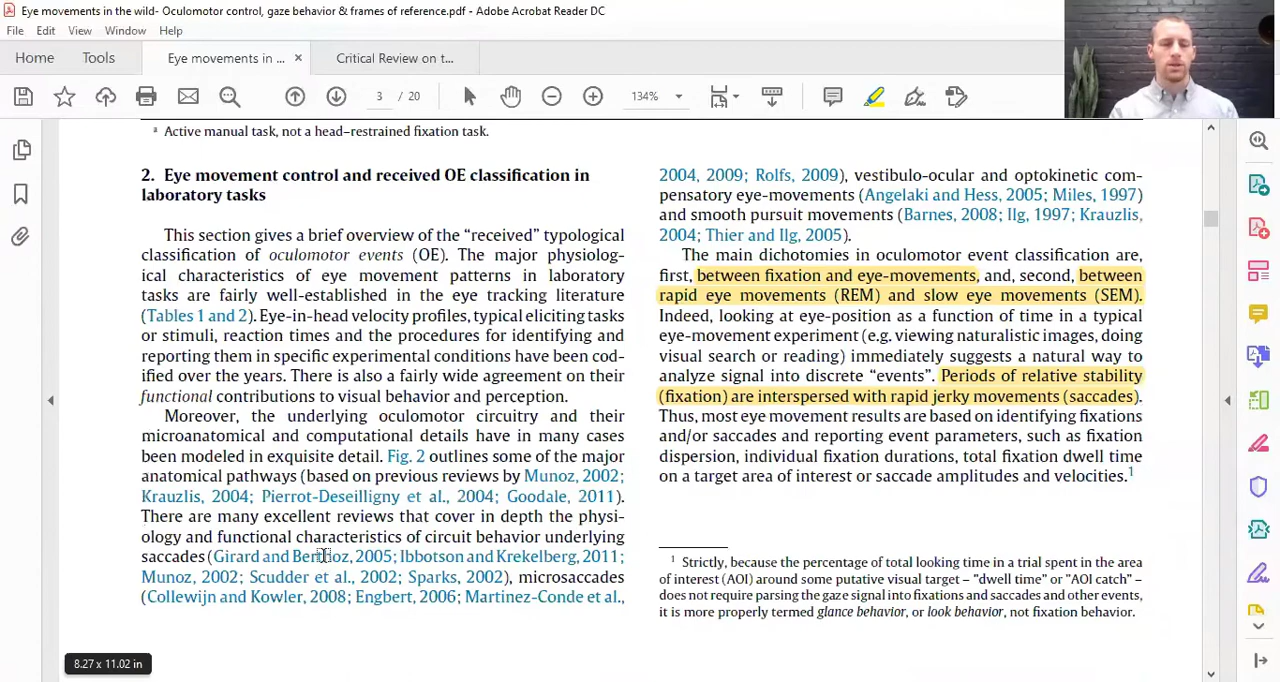 Eye movements in the wild- Oculomotor control, gaze behavior & frames of reference.pdf - Adobe Acrobat Reader DC
File Edit View Window Help
Home Tools Eye movements in ... × Critical Review on t...
3 / 20 134%
ᵃ Active manual task, not a head-restrained fixation task.
2. Eye movement control and received OE classification in
laboratory tasks
This section gives a brief overview of the “received” typological
classification of oculomotor events (OE). The major physiolog-
ical characteristics of eye movement patterns in laboratory
tasks are fairly well-established in the eye tracking literature
(Tables 1 and 2). Eye-in-head velocity profiles, typical eliciting tasks
or stimuli, reaction times and the procedures for identifying and
reporting them in specific experimental conditions have been cod-
ified over the years. There is also a fairly wide agreement on their
functional contributions to visual behavior and perception.
Moreover, the underlying oculomotor circuitry and their
microanatomical and computational details have in many cases
been modeled in exquisite detail. Fig. 2 outlines some of the major
anatomical pathways (based on previous reviews by Munoz, 2002;
Krauzlis, 2004; Pierrot-Deseilligny et al., 2004; Goodale, 2011).
There are many excellent reviews that cover in depth the physi-
ology and functional characteristics of circuit behavior underlying
saccades (Girard and Berthoz, 2005; Ibbotson and Krekelberg, 2011;
Munoz, 2002; Scudder et al., 2002; Sparks, 2002), microsaccades
(Collewijn and Kowler, 2008; Engbert, 2006; Martinez-Conde et al.,
2004, 2009; Rolfs, 2009), vestibulo-ocular and optokinetic com-
pensatory eye-movements (Angelaki and Hess, 2005; Miles, 1997)
and smooth pursuit movements (Barnes, 2008; Ilg, 1997; Krauzlis,
2004; Thier and Ilg, 2005).
The main dichotomies in oculomotor event classification are,
first, between fixation and eye-movements, and, second, between
rapid eye movements (REM) and slow eye movements (SEM).
Indeed, looking at eye-position as a function of time in a typical
eye-movement experiment (e.g. viewing naturalistic images, doing
visual search or reading) immediately suggests a natural way to
analyze signal into discrete “events”. Periods of relative stability
(fixation) are interspersed with rapid jerky movements (saccades).
Thus, most eye movement results are based on identifying fixations
and/or saccades and reporting event parameters, such as fixation
dispersion, individual fixation durations, total fixation dwell time
on a target area of interest or saccade amplitudes and velocities.¹
¹ Strictly, because the percentage of total looking time in a trial spent in the area
of interest (AOI) around some putative visual target – "dwell time" or "AOI catch" –
does not require parsing the gaze signal into fixations and saccades and other events,
it is more properly termed glance behavior, or look behavior, not fixation behavior.
8.27 x 11.02 in